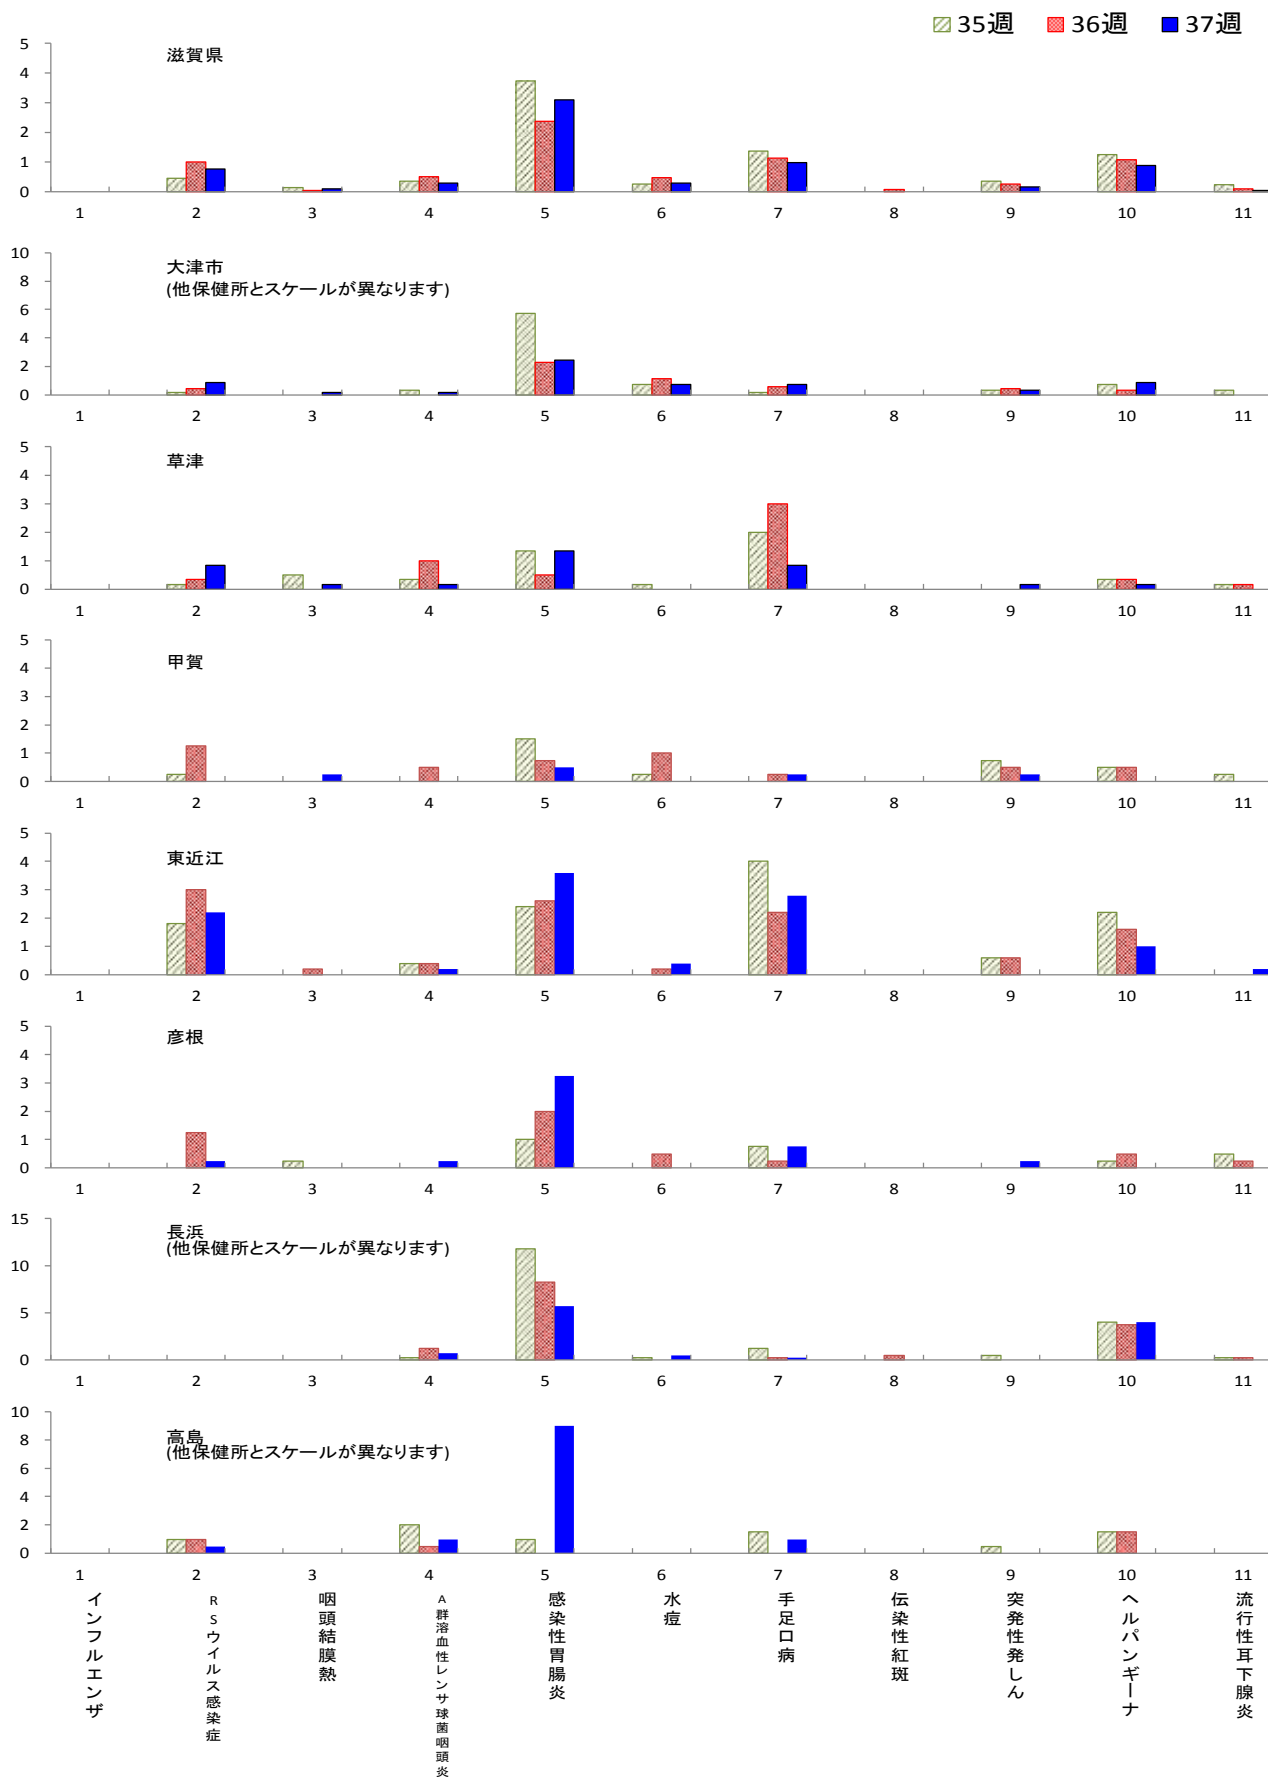 35週 36週 37週
滋賀県
5
4
3
2
1
0
1 2 3 4 5 6 7 8 9 10 11
大津市
(他保健所とスケールが異なります)
10
8
6
4
2
0
1 2 3 4 5 6 7 8 9 10 11
草津
5
4
3
2
1
0
1 2 3 4 5 6 7 8 9 10 11
甲賀
5
4
3
2
1
0
1 2 3 4 5 6 7 8 9 10 11
東近江
5
4
3
2
1
0
1 2 3 4 5 6 7 8 9 10 11
彦根
5
4
3
2
1
0
1 2 3 4 5 6 7 8 9 10 11
長浜
(他保健所とスケールが異なります)
15
10
5
0
1 2 3 4 5 6 7 8 9 10 11
高島
(他保健所とスケールが異なります)
10
8
6
4
2
0
1 2 3 4 5 6 7 8 9 10 11
インフルエンザ
RSウイルス感染症
咽頭結膜熱
A群溶血性レンサ球菌咽頭炎
感染性胃腸炎
水痘
手足口病
伝染性紅斑
突発性発しん
ヘルパンギーナ
流行性耳下腺炎